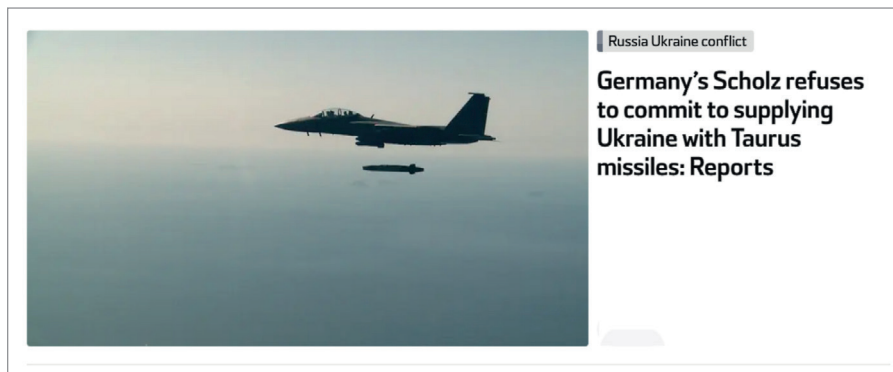 Russia Ukraine conflict
Germany’s Scholz refuses
to commit to supplying
Ukraine with Taurus
missiles: Reports